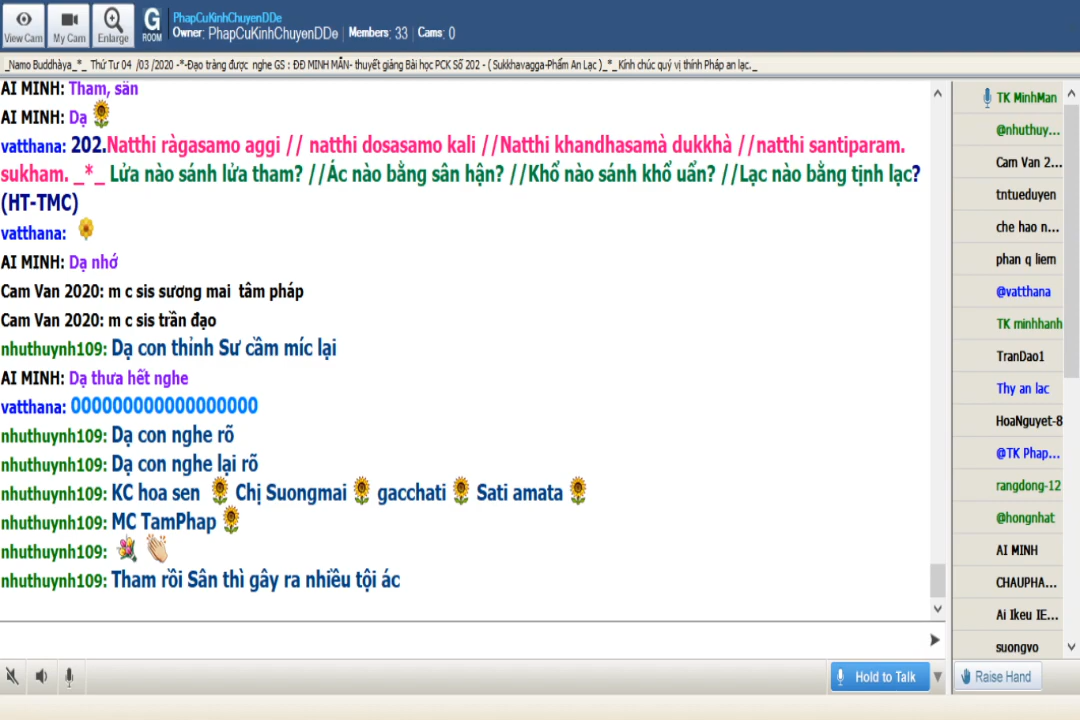 View Cam
My Cam
Enlarge
G ROOM
PhapCuKinhChuyenDDe
Owner: PhapCuKinhChuyenDDe | Members: 33 | Cams: 0
_Namo Buddhàya_*_ Thứ Tư 04 /03 /2020 -*-Đạo tràng được nghe GS : ĐĐ MINH MẪN- thuyết giảng Bài học PCK Số 202 - ( Sukkhavagga-Phẩm An Lạc )_*_Kính chúc quý vị thính Pháp an lạc._
AI MINH: Tham, săn
AI MINH: Dạ
vatthana: 202.Natthi ràgasamo aggi // natthi dosasamo kali //Natthi khandhasamà dukkhà //natthi santiparam.
sukham. _*_ Lửa nào sánh lửa tham? //Ác nào bằng sân hận? //Khổ nào sánh khổ uẩn? //Lạc nào bằng tịnh lạc?
(HT-TMC)
vatthana:
AI MINH: Dạ nhớ
Cam Van 2020: m c sis sương mai tâm pháp
Cam Van 2020: m c sis trần đạo
nhuthuynh109: Dạ con thỉnh Sư cầm míc lại
AI MINH: Dạ thưa hết nghe
vatthana: 000000000000000000
nhuthuynh109: Dạ con nghe rõ
nhuthuynh109: Dạ con nghe lại rõ
nhuthuynh109: KC hoa sen Chị Suongmai gacchati Sati amata
nhuthuynh109: MC TamPhap
nhuthuynh109:
nhuthuynh109: Tham rồi Sân thì gây ra nhiều tội ác
Hold to Talk
TK MinhMan
@nhuthuy...
Cam Van 2...
tntueduyen
che hao n...
phan q liem
@vatthana
TK minhhanh
TranDao1
Thy an lac
HoaNguyet-8
@TK Phap...
rangdong-12
@hongnhat
AI MINH
CHAUPHA...
Ai Ikeu IE...
suongvo
Raise Hand